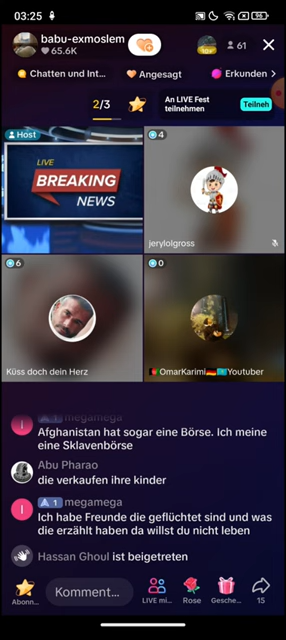 03:25
96
babu-exmoslem
65.6K
61
Chatten und Int...
Angesagt
Erkunden
2/3
An LIVE Fest
teilnehmen
Teilneh
Host
LIVE
BREAKING
NEWS
4
jerylolgross
6
Küss doch dein Herz
0
OmarKarimi🇩🇪🇰🇿Youtuber
1 megamega
Afghanistan hat sogar eine Börse. Ich meine
eine Sklavenbörse
Abu Pharao
die verkaufen ihre kinder
A 1 megamega
Ich habe Freunde die geflüchtet sind und was
die erzählt haben da willst du nicht leben
Hassan Ghoul ist beigetreten
Kommentar...
Abonn...
LIVE mi...
Rose
Gesche...
15